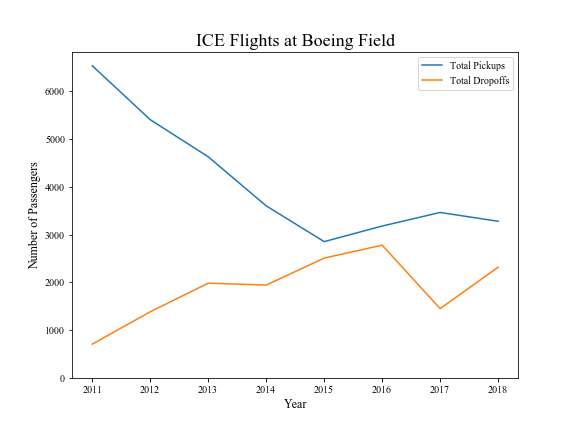 ICE Flights at Boeing Field
Total Pickups
Total Dropoffs
Number of Passengers
6000
5000
4000
3000
2000
1000
0
2011 2012 2013 2014 2015 2016 2017 2018
Year